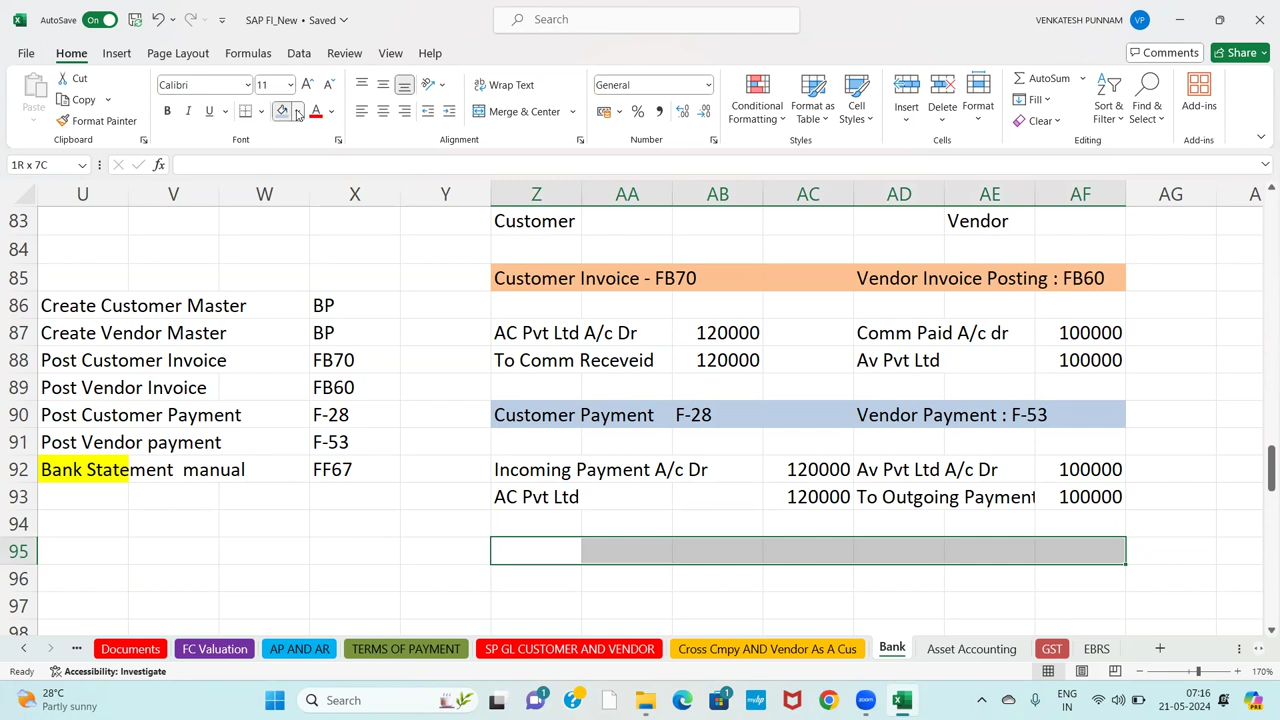 AutoSave On SAP FI_New • Saved Search VENKATESH PUNNAM VP
File Home Insert Page Layout Formulas Data Review View Help Comments Share
Paste Cut Copy Format Painter Clipboard
Calibri 11 B I U A Font
Wrap Text Merge & Center Alignment
General % Number
Conditional Formatting Format as Table Cell Styles Styles
Insert Delete Format Cells
AutoSum Fill Clear Sort & Filter Find & Select Editing
Add-ins Add-ins
1R x 7C fx
U V W X Y Z AA AB AC AD AE AF AG A
83 Customer Vendor
84
85 Customer Invoice - FB70 Vendor Invoice Posting : FB60
86 Create Customer Master BP
87 Create Vendor Master BP AC Pvt Ltd A/c Dr 120000 Comm Paid A/c dr 100000
88 Post Customer Invoice FB70 To Comm Receveid 120000 Av Pvt Ltd 100000
89 Post Vendor Invoice FB60
90 Post Customer Payment F-28 Customer Payment F-28 Vendor Payment : F-53
91 Post Vendor payment F-53
92 Bank Statement manual FF67 Incoming Payment A/c Dr 120000 Av Pvt Ltd A/c Dr 100000
93 AC Pvt Ltd 120000 To Outgoing Payment 100000
94
95
96
97
98
Documents FC Valuation AP AND AR TERMS OF PAYMENT SP GL CUSTOMER AND VENDOR Cross Cmpy AND Vendor As A Cus Bank Asset Accounting GST EBRS
Ready Accessibility: Investigate 170%
28°C Partly sunny Search ENG IN 07:16 21-05-2024